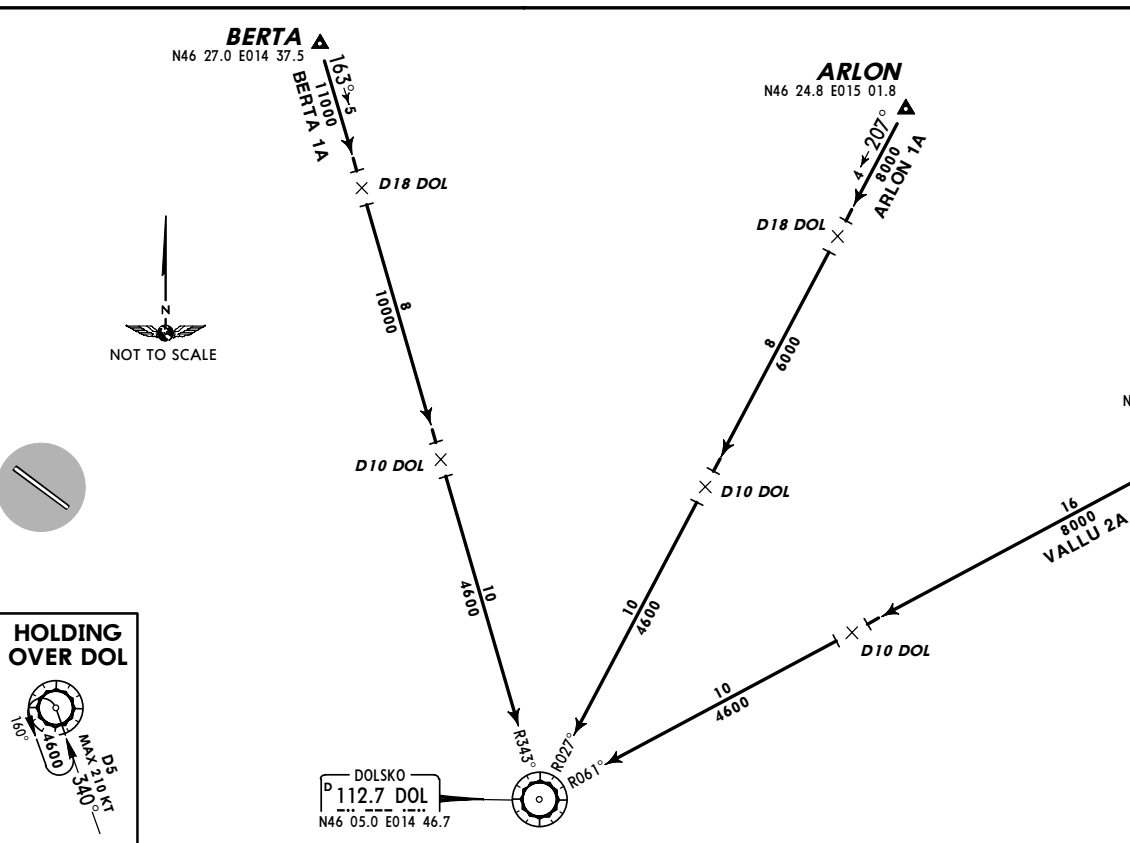 BERTA
N46 27.0 E014 37.5
163° 5
11000
BERTA 1A
ARLON
N46 24.8 E015 01.8
4 207°
8000
ARLON 1A
D18 DOL
D18 DOL
N
NOT TO SCALE
8
10000
8
6000
N
D10 DOL
D10 DOL
16
8000
VALLU 2A
10
4600
10
4600
D10 DOL
10
4600
HOLDING
OVER DOL
160°
4600
D5
MAX 210 KT
340°
R343°
R027°
R061°
DOLSKO
D 112.7 DOL
N46 05.0 E014 46.7